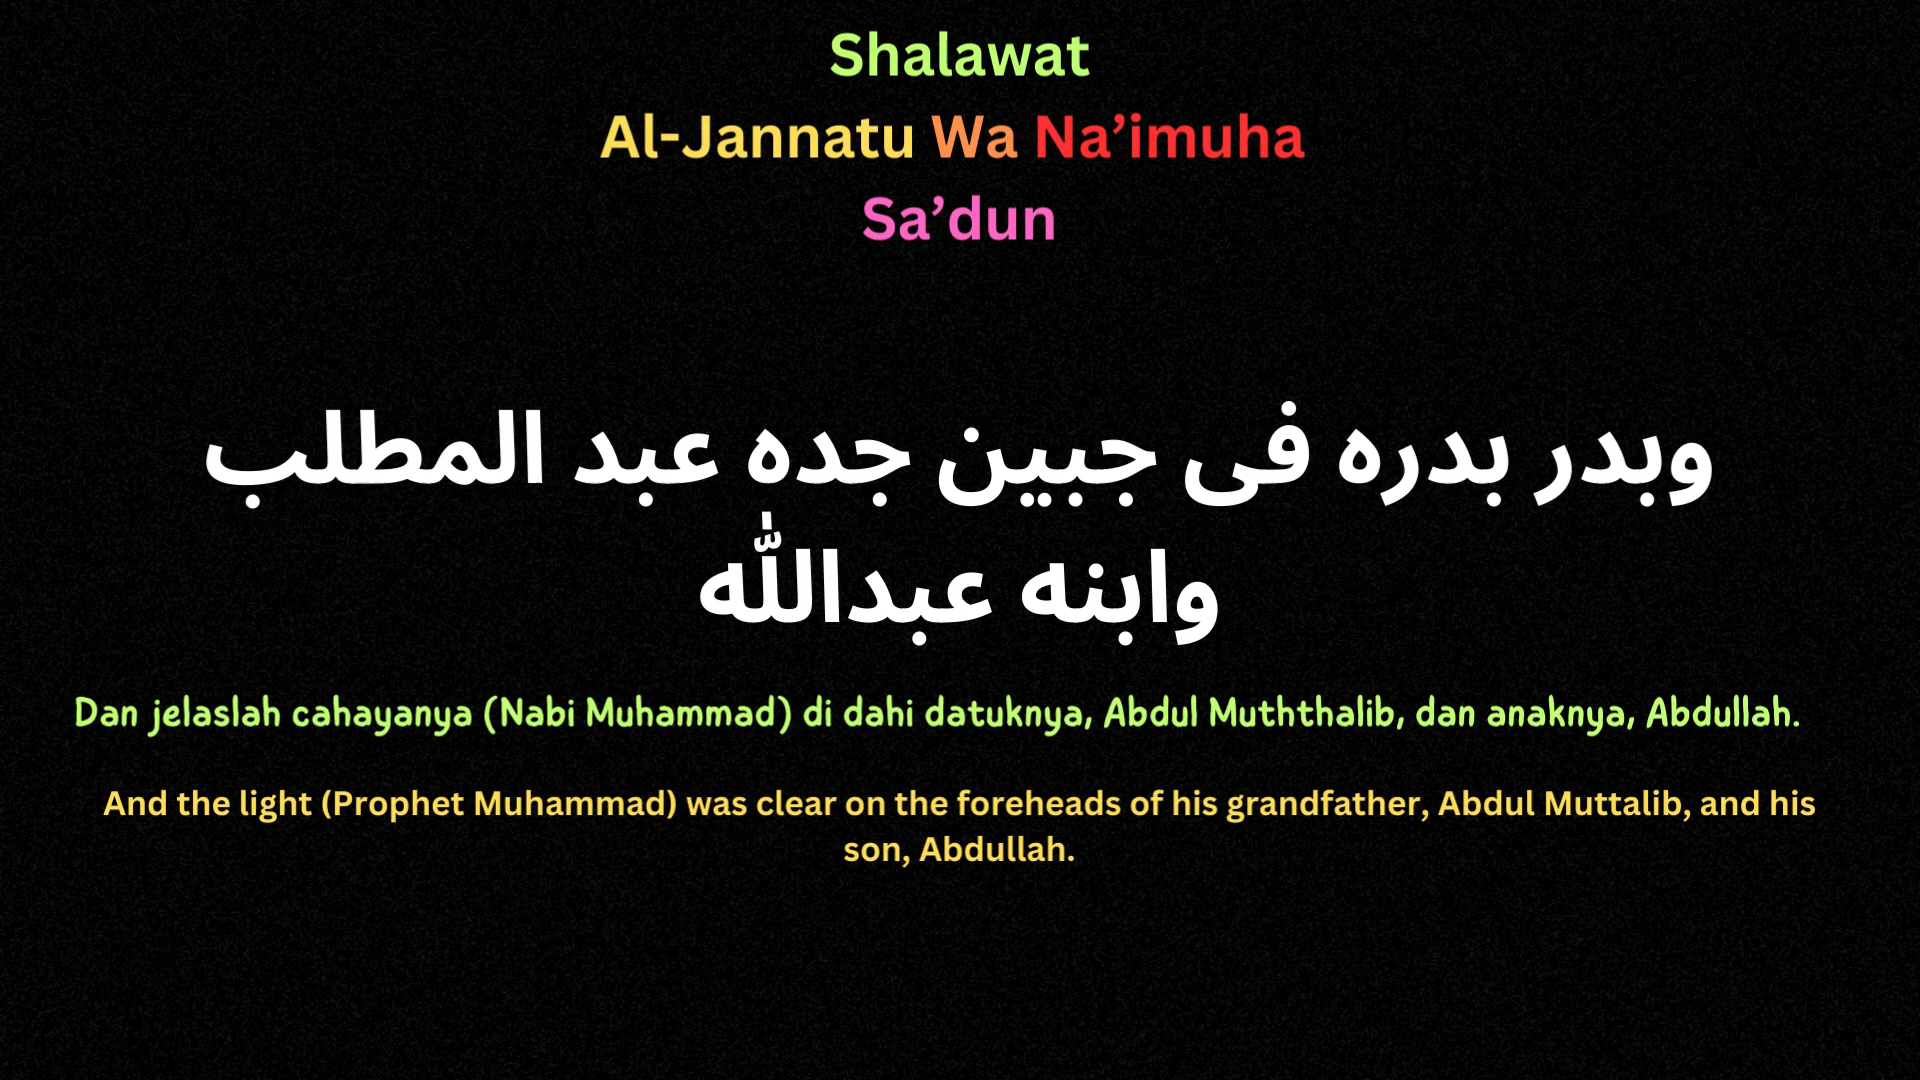 Shalawat
Al-Jannatu Wa Na’imuha
Sa’dun
وبدر بدره فى جبين جده عبد المطلب
وابنه عبدالله
Dan jelaslah cahayanya (Nabi Muhammad) di dahi datuknya, Abdul Muththalib, dan anaknya, Abdullah.
And the light (Prophet Muhammad) was clear on the foreheads of his grandfather, Abdul Muttalib, and his
son, Abdullah.